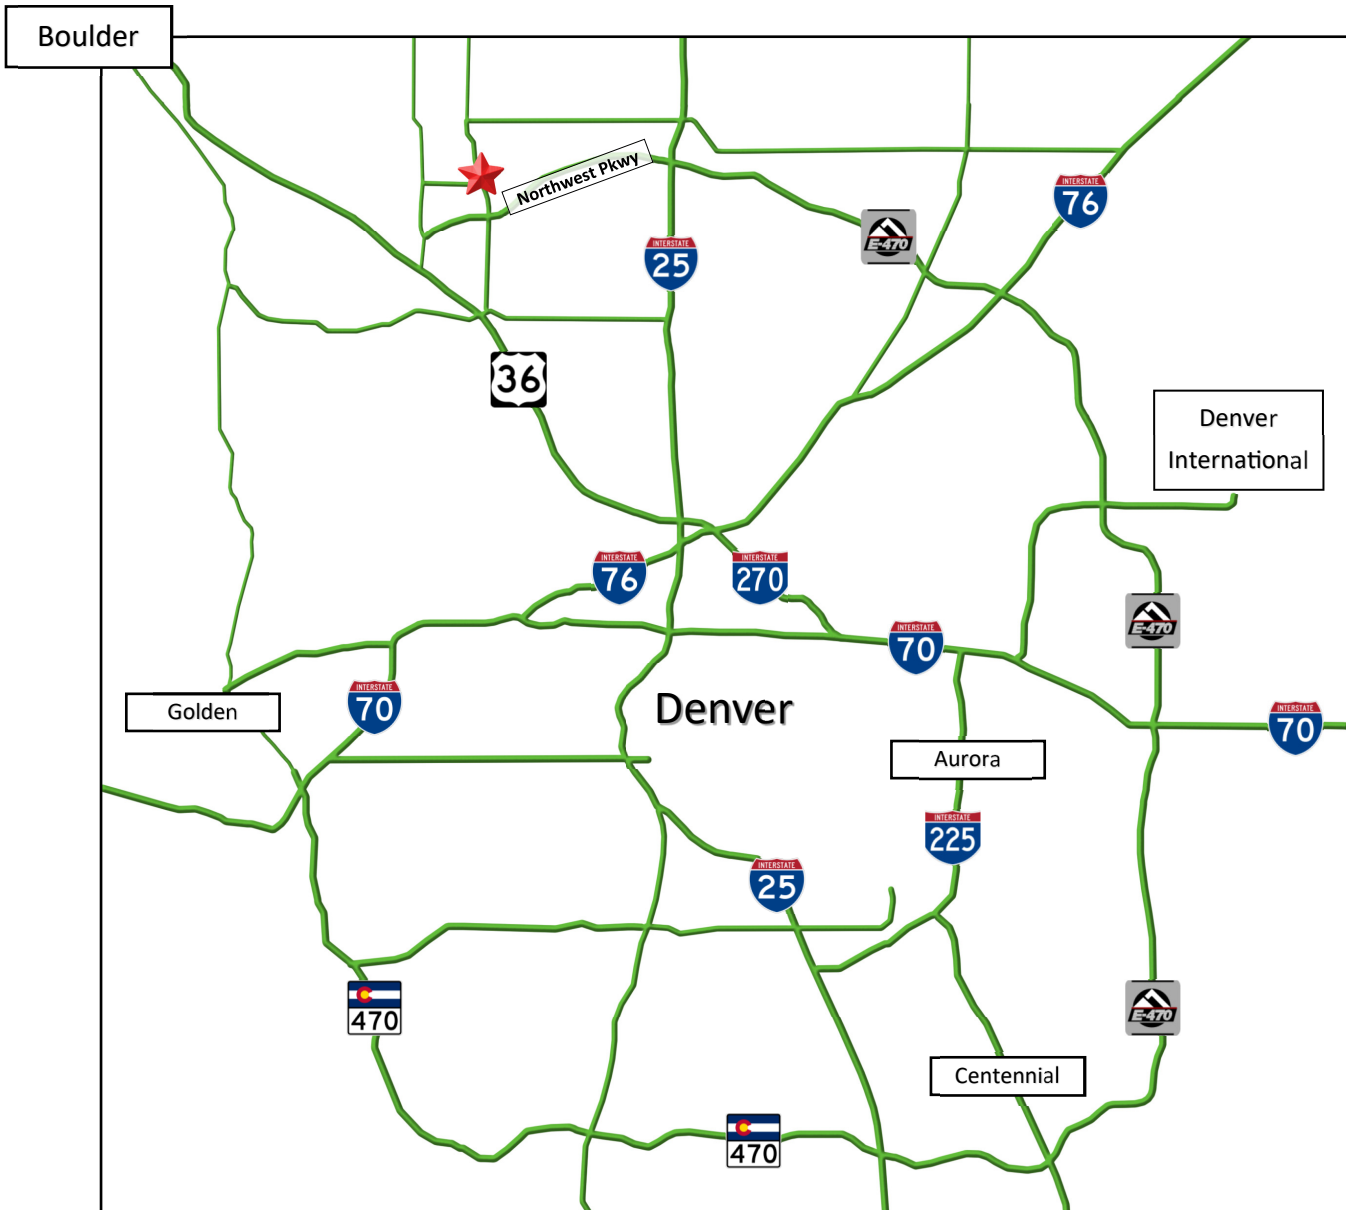 Boulder
Northwest Pkwy
INTERSTATE
76
E-470
INTERSTATE
25
36
Denver
International
INTERSTATE
76
INTERSTATE
270
E-470
INTERSTATE
70
INTERSTATE
70
Golden
Denver
INTERSTATE
70
Aurora
INTERSTATE
225
INTERSTATE
25
470
E-470
Centennial
470